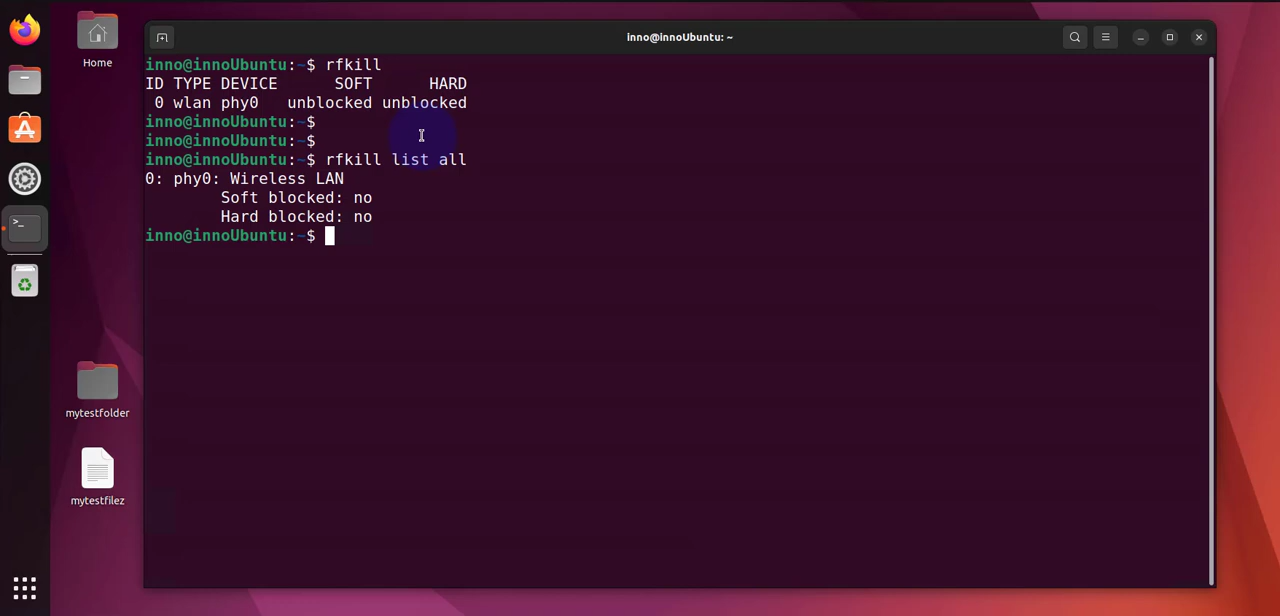 inno@innoUbuntu: ~
Home
inno@innoUbuntu:~$ rfkill
ID TYPE DEVICE      SOFT      HARD
 0 wlan phy0   unblocked unblocked
inno@innoUbuntu:~$
inno@innoUbuntu:~$
inno@innoUbuntu:~$ rfkill list all
0: phy0: Wireless LAN
        Soft blocked: no
        Hard blocked: no
inno@innoUbuntu:~$
mytestfolder
mytestfilez